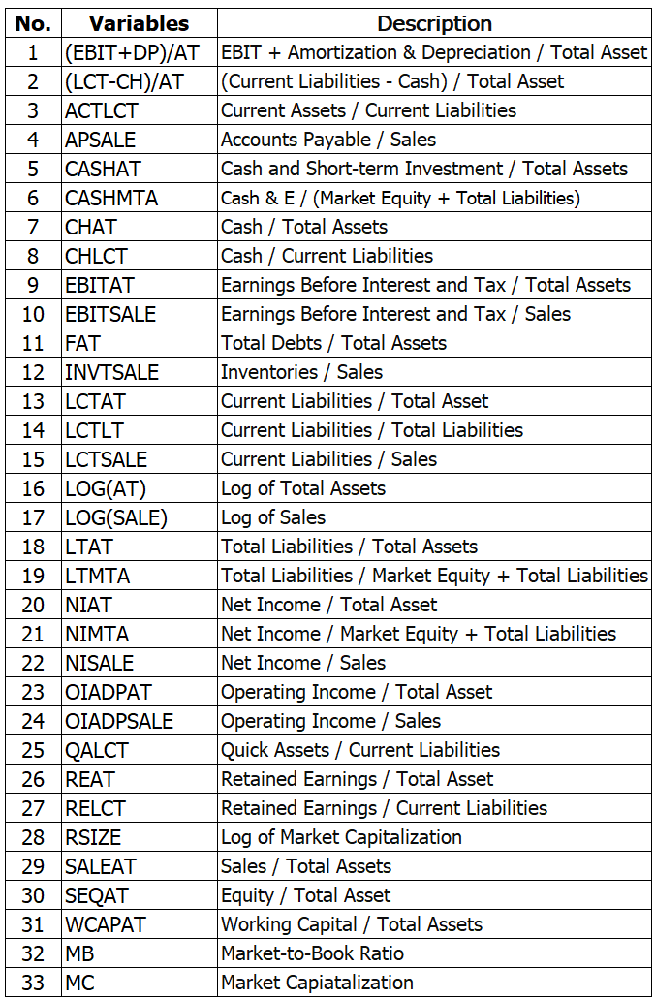 No. Variables Description
1 (EBIT+DP)/AT EBIT + Amortization & Depreciation / Total Asset
2 (LCT-CH)/AT (Current Liabilities - Cash) / Total Asset
3 ACTLCT Current Assets / Current Liabilities
4 APSALE Accounts Payable / Sales
5 CASHAT Cash and Short-term Investment / Total Assets
6 CASHMTA Cash & E / (Market Equity + Total Liabilities)
7 CHAT Cash / Total Assets
8 CHLCT Cash / Current Liabilities
9 EBITAT Earnings Before Interest and Tax / Total Assets
10 EBITSALE Earnings Before Interest and Tax / Sales
11 FAT Total Debts / Total Assets
12 INVTSALE Inventories / Sales
13 LCTAT Current Liabilities / Total Asset
14 LCTLT Current Liabilities / Total Liabilities
15 LCTSALE Current Liabilities / Sales
16 LOG(AT) Log of Total Assets
17 LOG(SALE) Log of Sales
18 LTAT Total Liabilities / Total Assets
19 LTMTA Total Liabilities / Market Equity + Total Liabilities
20 NIAT Net Income / Total Asset
21 NIMTA Net Income / Market Equity + Total Liabilities
22 NISALE Net Income / Sales
23 OIADPAT Operating Income / Total Asset
24 OIADPSALE Operating Income / Sales
25 QALCT Quick Assets / Current Liabilities
26 REAT Retained Earnings / Total Asset
27 RELCT Retained Earnings / Current Liabilities
28 RSIZE Log of Market Capitalization
29 SALEAT Sales / Total Assets
30 SEQAT Equity / Total Asset
31 WCAPAT Working Capital / Total Assets
32 MB Market-to-Book Ratio
33 MC Market Capiatalization